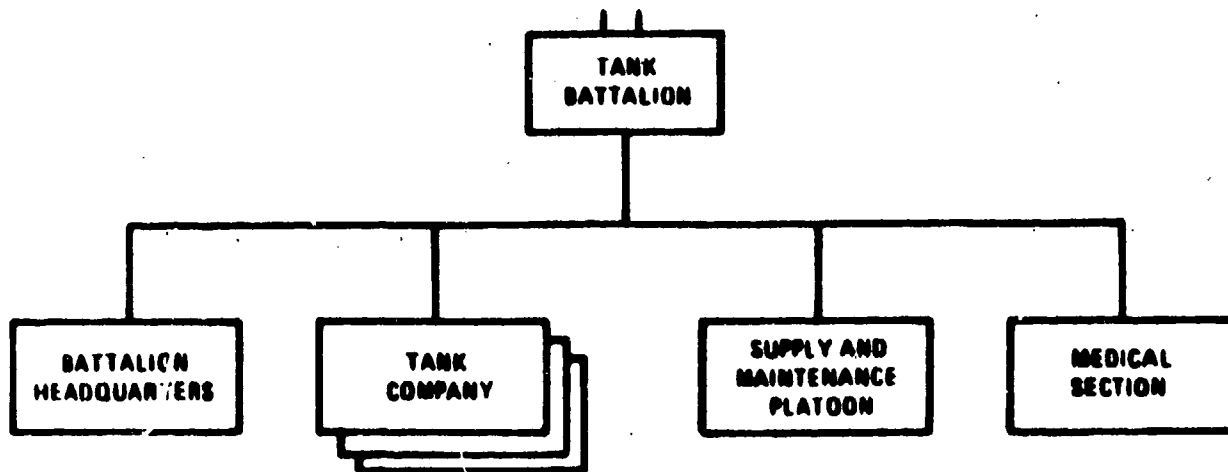 TANK
BATTALION
BATTALION
HEADQUARTERS
TANK
COMPANY
SUPPLY AND
MAINTENANCE
PLATOON
MEDICAL
SECTION